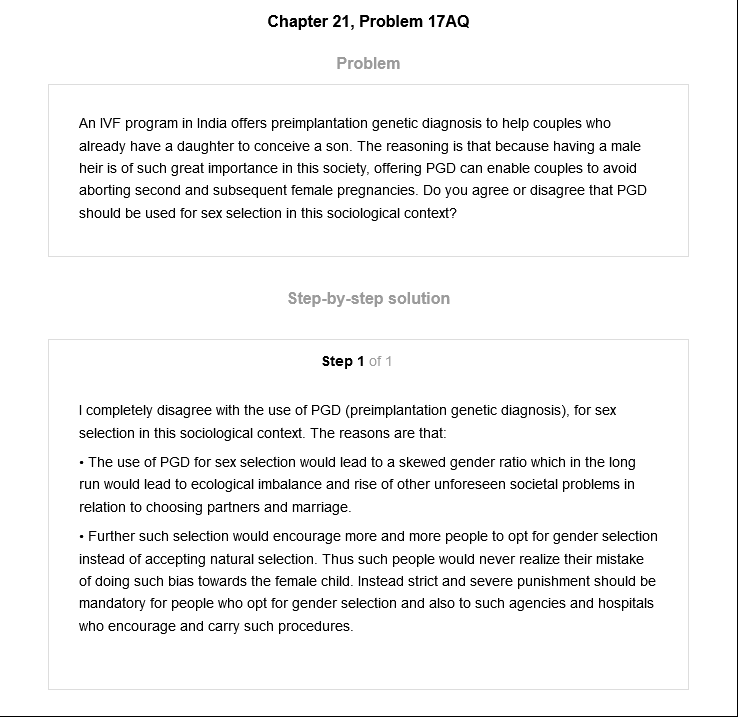 Chapter 21, Problem 17AQ
Problem
An IVF program in India offers preimplantation genetic diagnosis to help couples who
already have a daughter to conceive a son. The reasoning is that because having a male
heir is of such great importance in this society, offering PGD can enable couples to avoid
aborting second and subsequent female pregnancies. Do you agree or disagree that PGD
should be used for sex selection in this sociological context?
Step-by-step solution
Step 1 of 1
I completely disagree with the use of PGD (preimplantation genetic diagnosis), for sex
selection in this sociological context. The reasons are that:
• The use of PGD for sex selection would lead to a skewed gender ratio which in the long
run would lead to ecological imbalance and rise of other unforeseen societal problems in
relation to choosing partners and marriage.
• Further such selection would encourage more and more people to opt for gender selection
instead of accepting natural selection. Thus such people would never realize their mistake
of doing such bias towards the female child. Instead strict and severe punishment should be
mandatory for people who opt for gender selection and also to such agencies and hospitals
who encourage and carry such procedures.